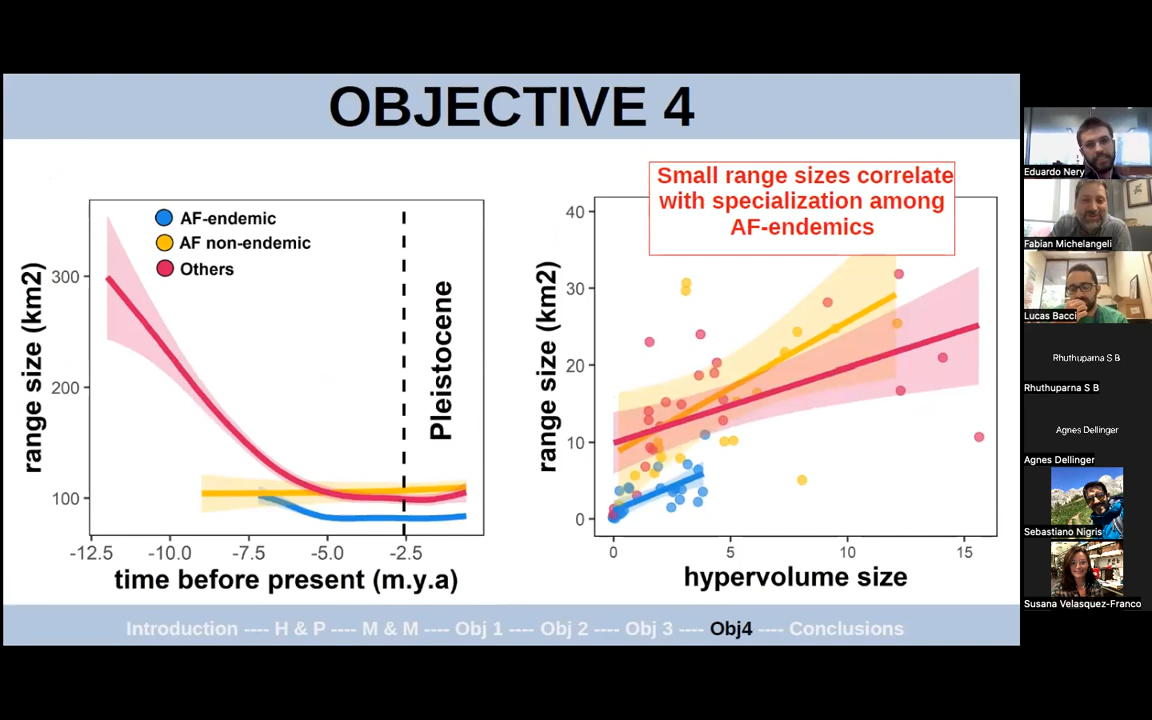 OBJECTIVE 4
AF-endemic
AF non-endemic
Others
Pleistocene
range size (km2)
300
200
100
-12.5
-10.0
-7.5
-5.0
-2.5
time before present (m.y.a)
Small range sizes correlate
with specialization among
AF-endemics
range size (km2)
40
30
20
10
0
0
5
10
15
hypervolume size
Introduction ---- H & P ---- M & M ---- Obj 1 ---- Obj 2 ---- Obj 3 ---- Obj4 ---- Conclusions
Eduardo Nery
Fabian Michelangeli
Lucas Bacci
Rhuthuparna S B
Rhuthuparna S B
Agnes Dellinger
Agnes Dellinger
Sebastiano Nigris
Susana Velasquez-Franco